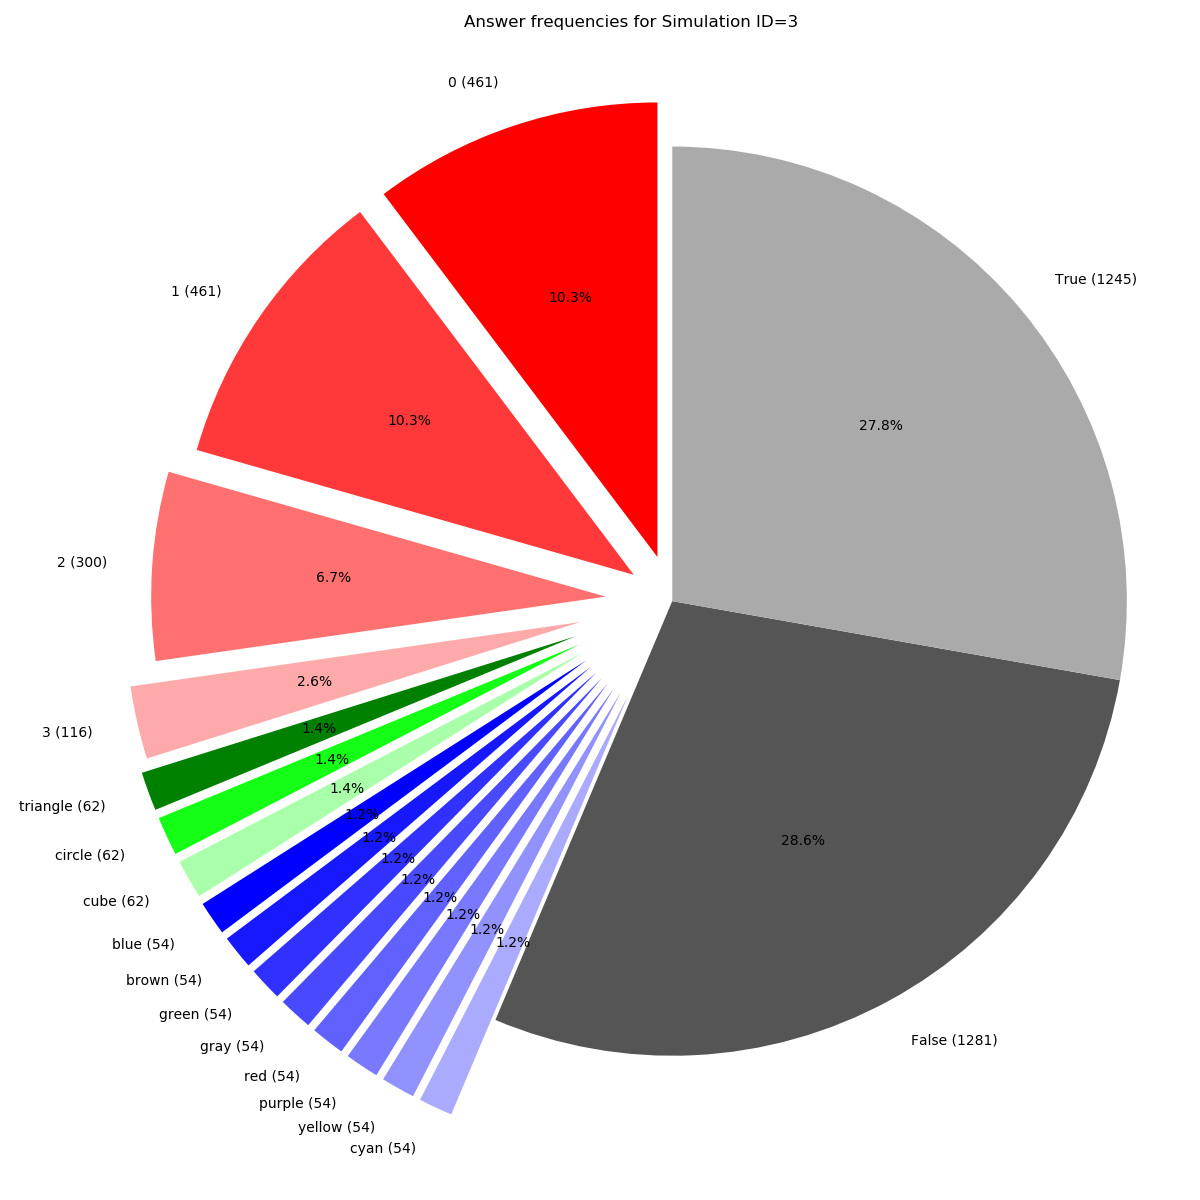 Answer frequencies for Simulation ID=3
0 (461)
10.3%
1 (461)
10.3%
2 (300)
6.7%
3 (116)
2.6%
triangle (62)
1.4%
circle (62)
1.4%
cube (62)
1.4%
blue (54)
1.2%
brown (54)
1.2%
green (54)
1.2%
gray (54)
1.2%
red (54)
1.2%
purple (54)
1.2%
yellow (54)
1.2%
cyan (54)
1.2%
False (1281)
28.6%
True (1245)
27.8%